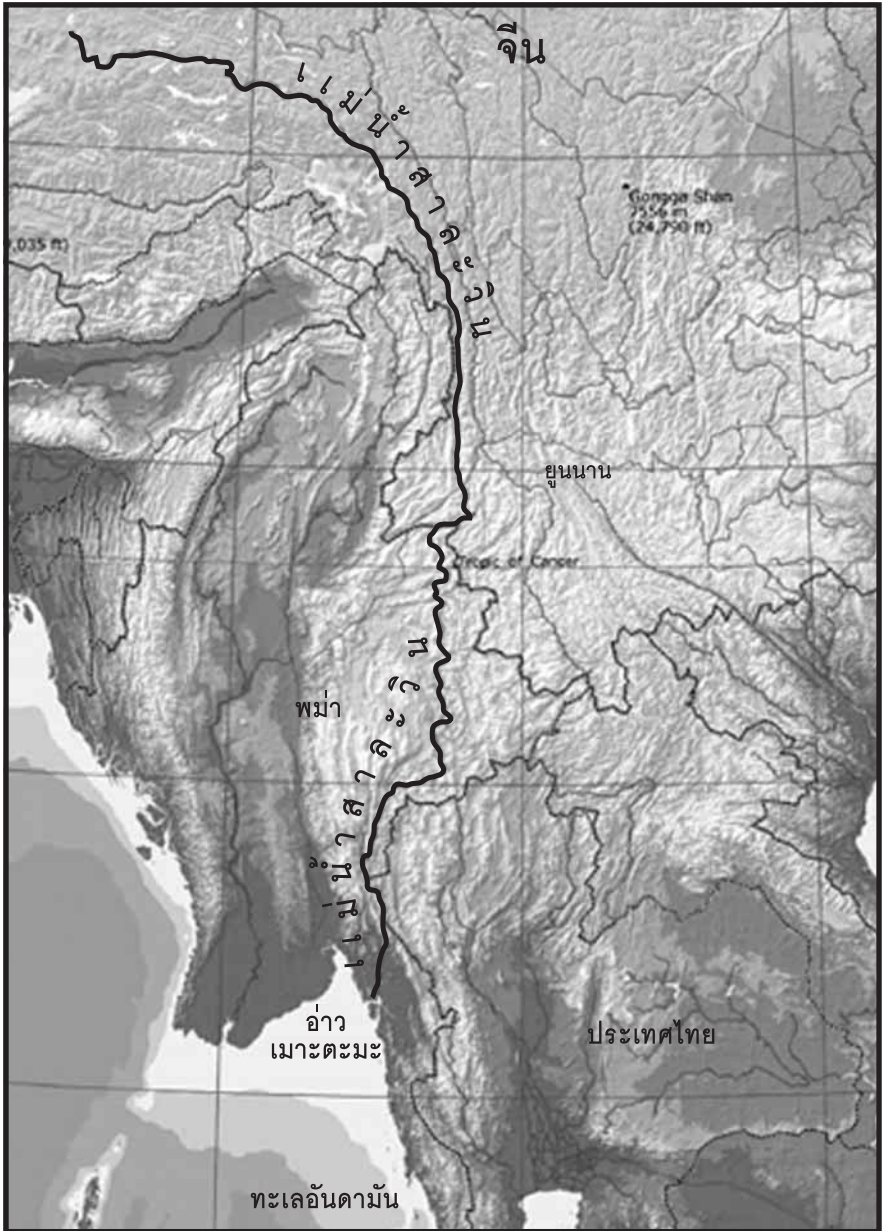 จีน
แม่น้ำสาละวิน
Gongga Shan
7556 m
(24,790 ft)
,035 ft)
ยูนนาน
Tropic of Cancer
พม่า
แม่น้ำสาละวิน
อ่าว
เมาะตะมะ
ประเทศไทย
ทะเลอันดามัน